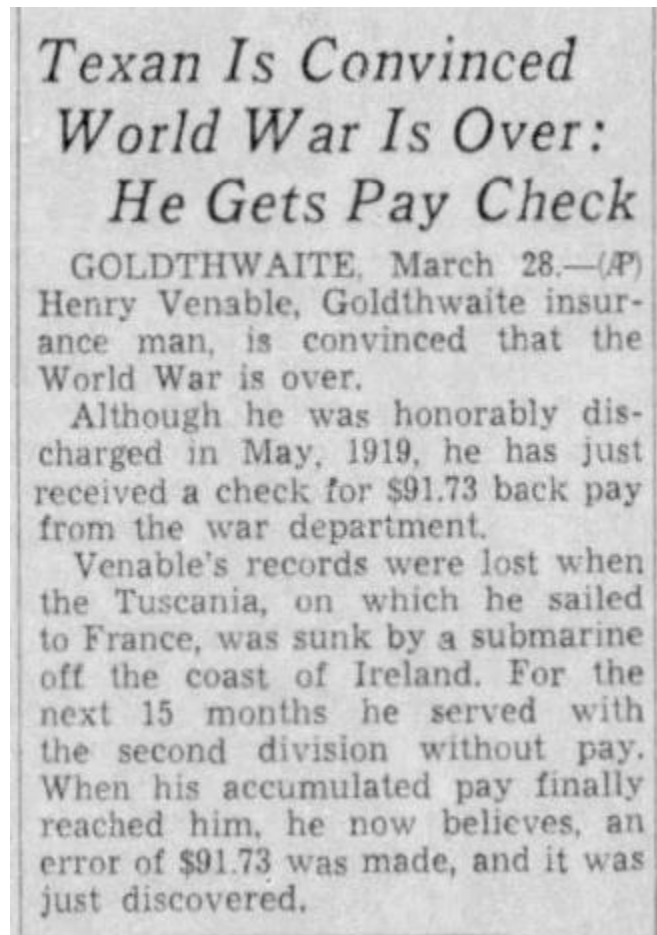 Texan Is Convinced
World War Is Over:
He Gets Pay Check
GOLDTHWAITE, March 28.—(AP)
Henry Venable, Goldthwaite insur-
ance man, is convinced that the
World War is over.
Although he was honorably dis-
charged in May, 1919, he has just
received a check for $91.73 back pay
from the war department.
Venable's records were lost when
the Tuscania, on which he sailed
to France, was sunk by a submarine
off the coast of Ireland. For the
next 15 months he served with
the second division without pay.
When his accumulated pay finally
reached him, he now believes, an
error of $91.73 was made, and it was
just discovered.